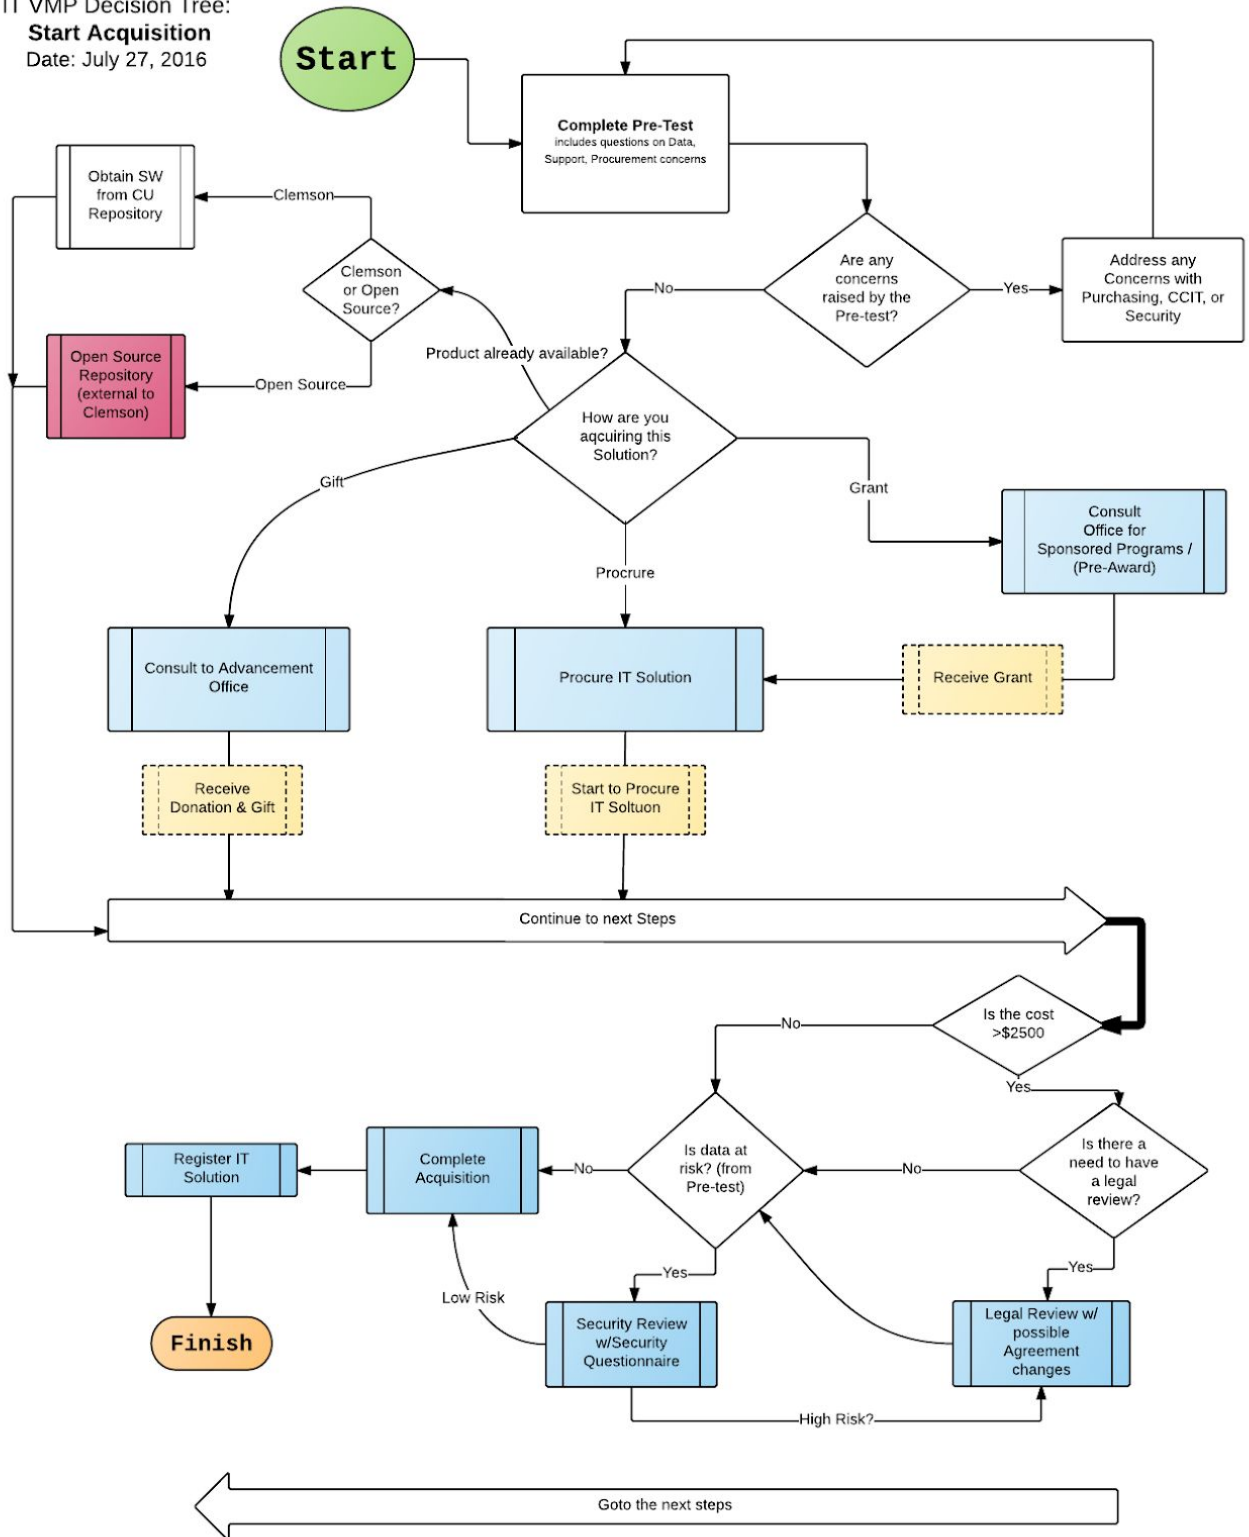 IT VMP Decision Tree:
Start Acquisition
Date: July 27, 2016
Start
Complete Pre-Test
includes questions on Data,
Support, Procurement concerns
Obtain SW
from CU
Repository
Clemson
Clemson
or Open
Source?
Are any
concerns
raised by the
Pre-test?
No
Yes
Address any
Concerns with
Purchasing, CCIT, or
Security
Product already available?
Open Source
Repository
(external to
Clemson)
Open Source
How are you
aqcuiring this
Solution?
Gift
Grant
Consult
Office for
Sponsored Programs /
(Pre-Award)
Procrure
Consult to Advancement
Office
Procure IT Solution
Receive Grant
Receive
Donation & Gift
Start to Procure
IT Soltuon
Continue to next Steps
Is the cost
>$2500
No
Yes
Register IT
Solution
Complete
Acquisition
No
Is data at
risk? (from
Pre-test)
No
Is there a
need to have
a legal
review?
Yes
Yes
Low Risk
Finish
Security Review
w/Security
Questionnaire
Legal Review w/
possible
Agreement
changes
High Risk?
Goto the next steps